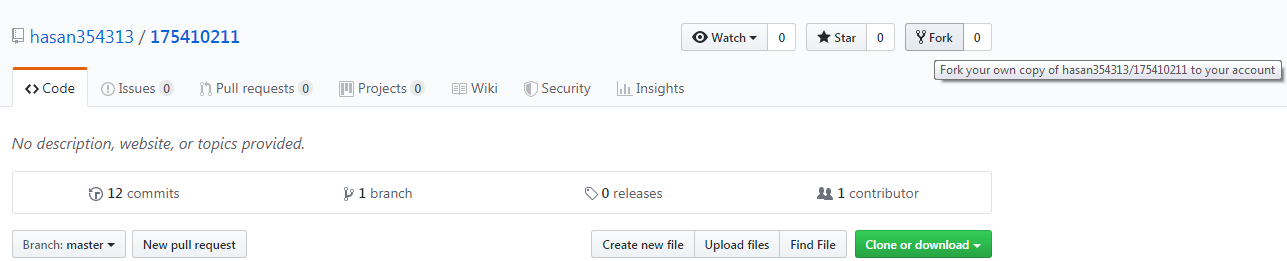 hasan354313 / 175410211 Watch 0 Star 0 Fork 0
Fork your own copy of hasan354313/175410211 to your account
Code Issues 0 Pull requests 0 Projects 0 Wiki Security Insights
No description, website, or topics provided.
12 commits 1 branch 0 releases 1 contributor
Branch: master New pull request Create new file Upload files Find File Clone or download